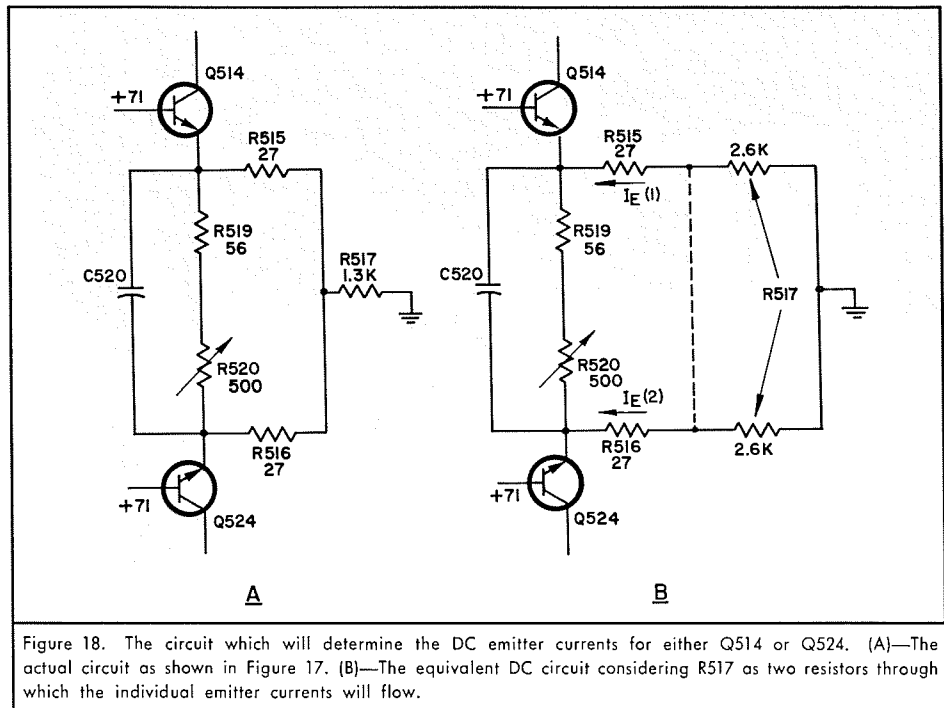 Q514
+71
R515
27
R519
56
C520
R517
1.3K
R520
500
R516
27
+71
Q524
A
Q514
+71
R515
27
2.6K
IE(1)
R519
56
C520
R517
R520
500
IE(2)
R516
27
2.6K
+71
Q524
B
Figure 18. The circuit which will determine the DC emitter currents for either Q514 or Q524. (A)—The
actual circuit as shown in Figure 17. (B)—The equivalent DC circuit considering R517 as two resistors through
which the individual emitter currents will flow.